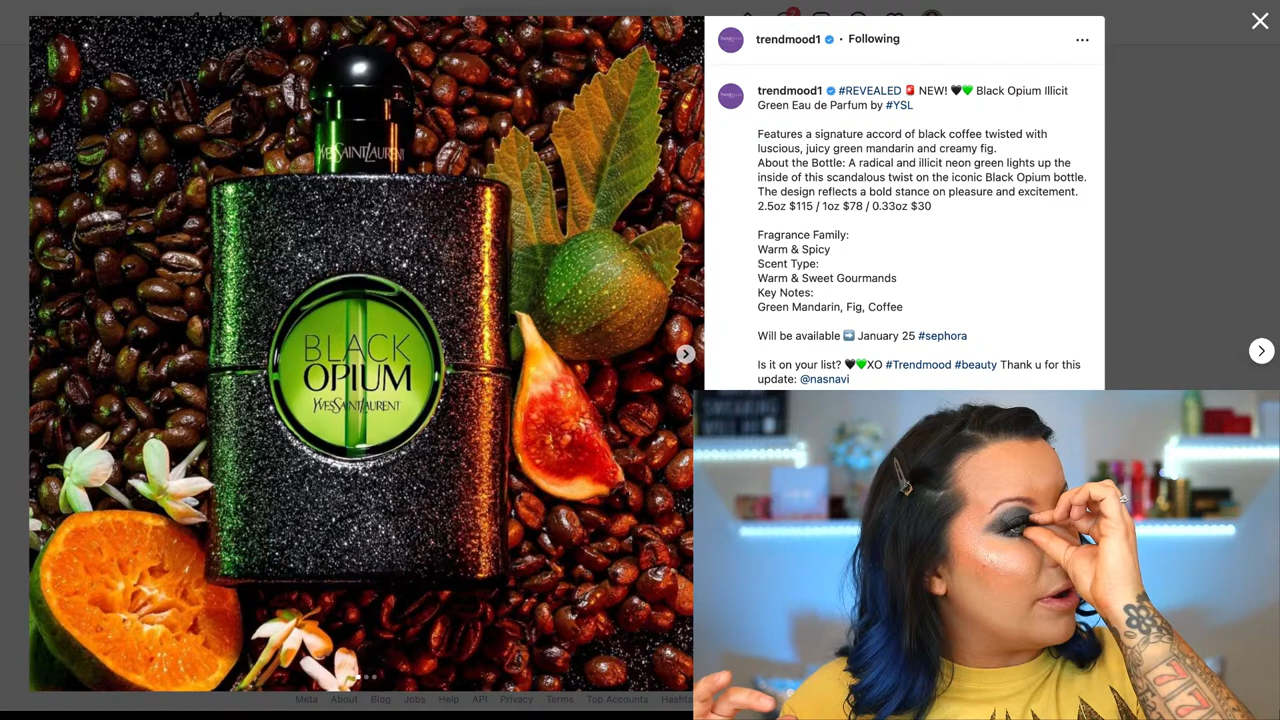 YVESSAINTLAURENT
BLACK
OPIUM
YVESSAINTLAURENT
trendmood1 • Following
trendmood1 #REVEALED 🚨 NEW! 🖤💚 Black Opium Illicit
Green Eau de Parfum by #YSL
Features a signature accord of black coffee twisted with
luscious, juicy green mandarin and creamy fig.
About the Bottle: A radical and illicit neon green lights up the
inside of this scandalous twist on the iconic Black Opium bottle.
The design reflects a bold stance on pleasure and excitement.
2.5oz $115 / 1oz $78 / 0.33oz $30
Fragrance Family:
Warm & Spicy
Scent Type:
Warm & Sweet Gourmands
Key Notes:
Green Mandarin, Fig, Coffee
Will be available ➡️ January 25 #sephora
Is it on your list? 🖤💚XO #Trendmood #beauty Thank u for this
update: @nasnavi
Meta About Blog Jobs Help API Privacy Terms Top Accounts Hashta